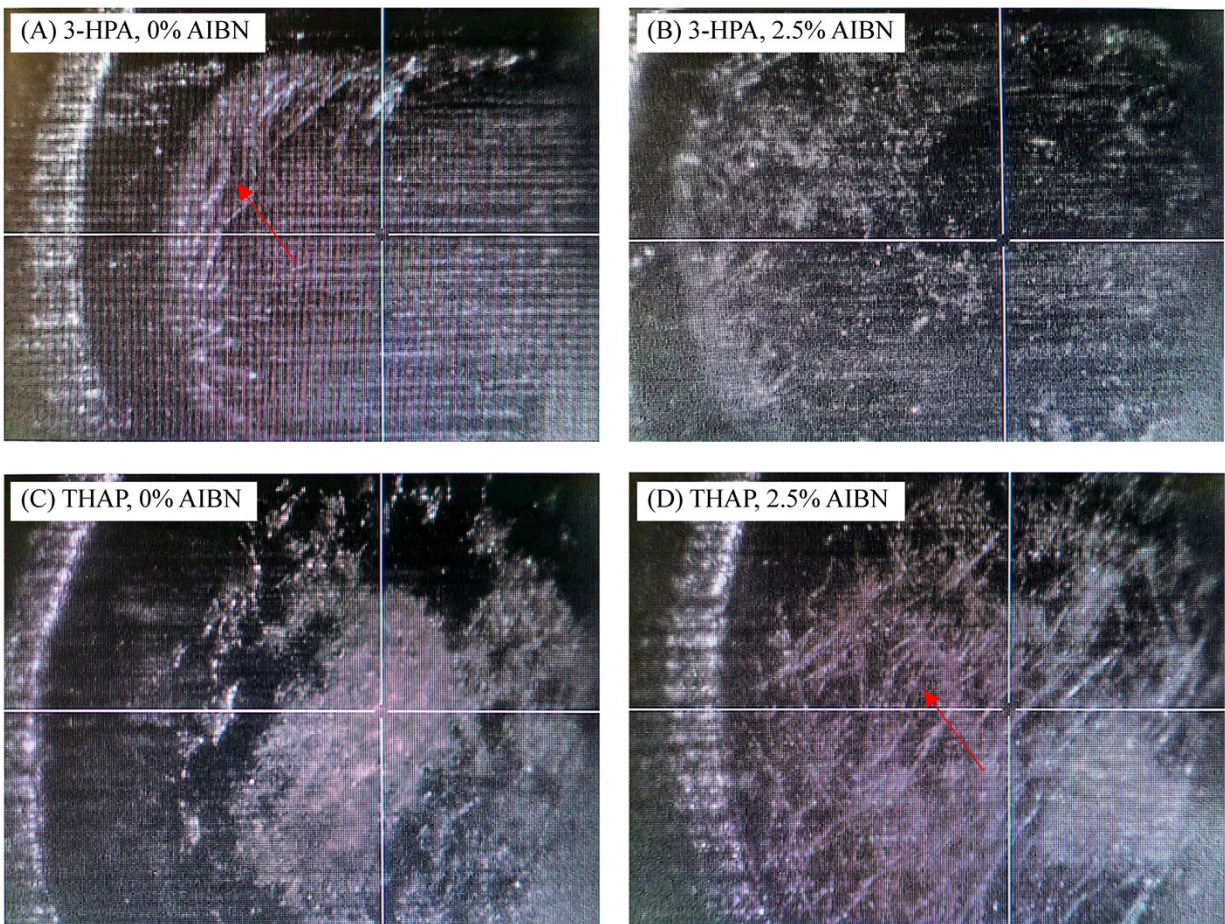 (A) 3-HPA, 0% AIBN
(B) 3-HPA, 2.5% AIBN
(C) THAP, 0% AIBN
(D) THAP, 2.5% AIBN